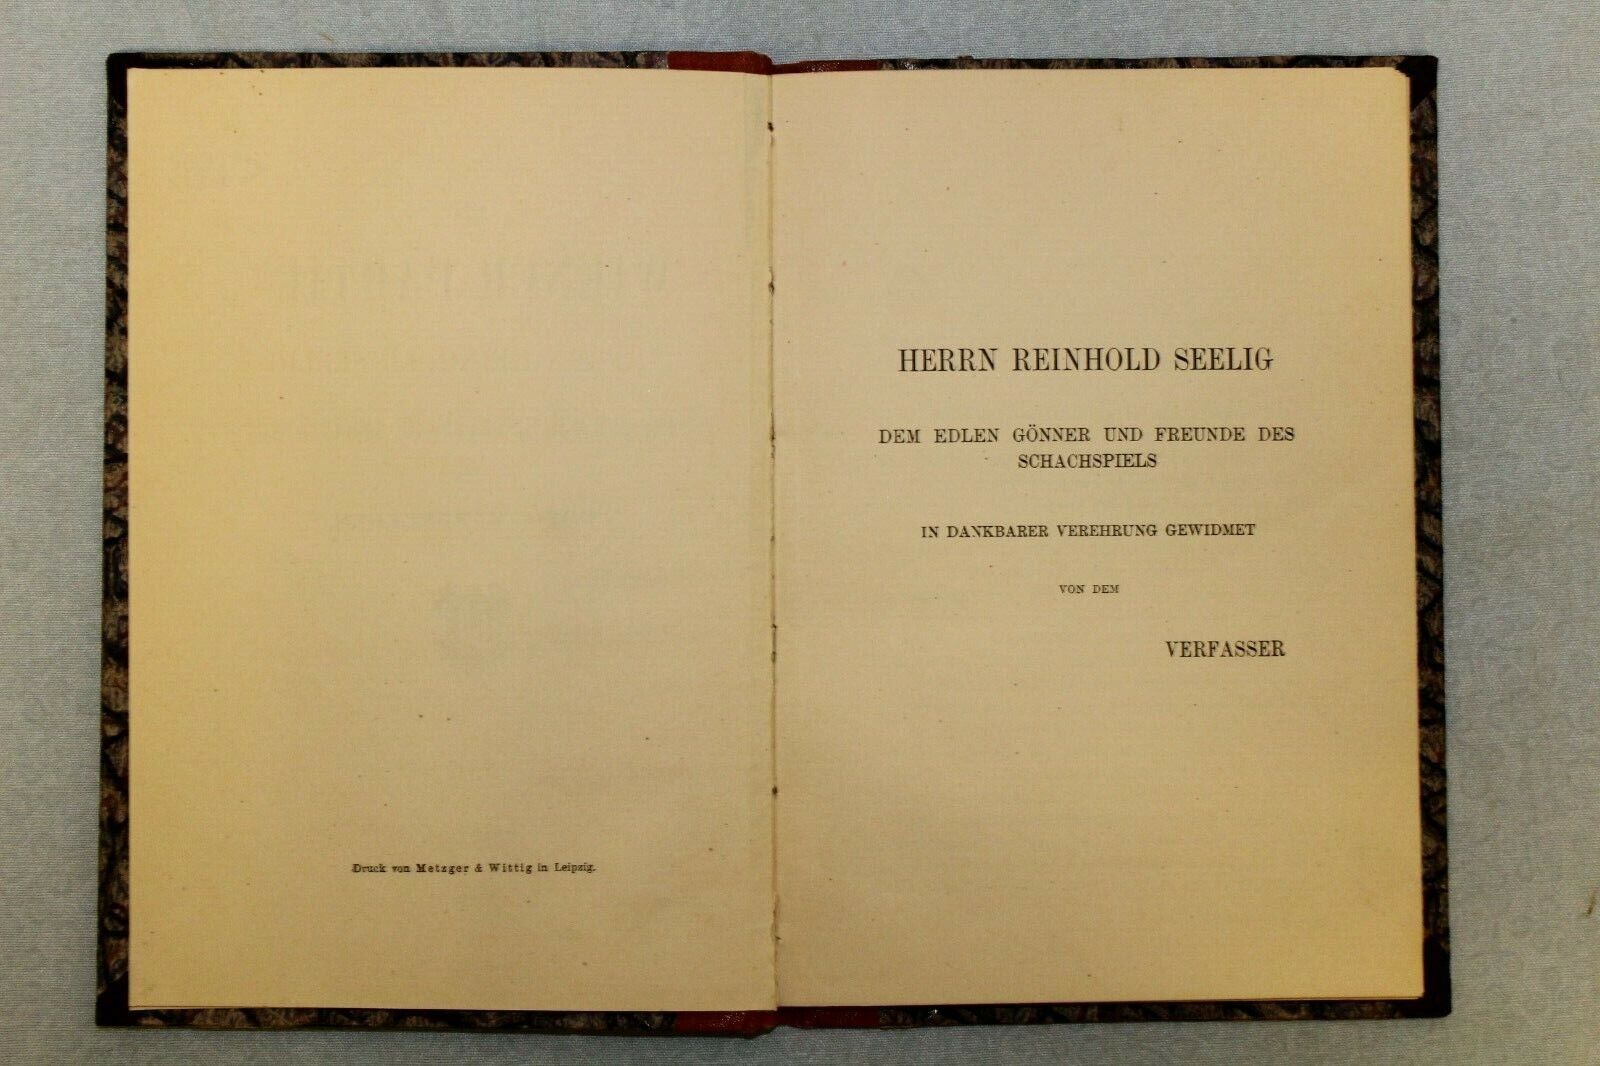 Druck von Metzger & Wittig in Leipzig.
HERRN REINHOLD SEELIG
DEM EDLEN GÖNNER UND FREUNDE DES
SCHACHSPIELS
IN DANKBARER VEREHRUNG GEWIDMET
VON DEM
VERFASSER